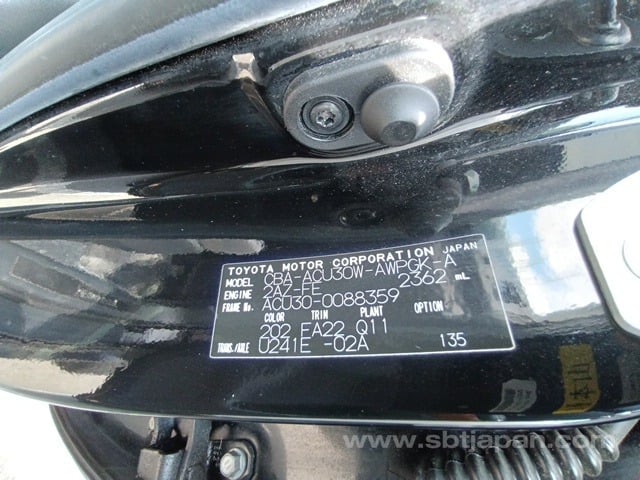 TOYOTA MOTOR CORPORATION JAPAN
MODEL CBA-ACU30W-AWPGK-A
ENGINE 2AZ-FE 2362 mL
FRAME No. ACU30-0088359
COLOR TRIM PLANT OPTION
202 FA22 Q11
TRANS./AXLE U241E -02A 135
www.sbtjapan.com